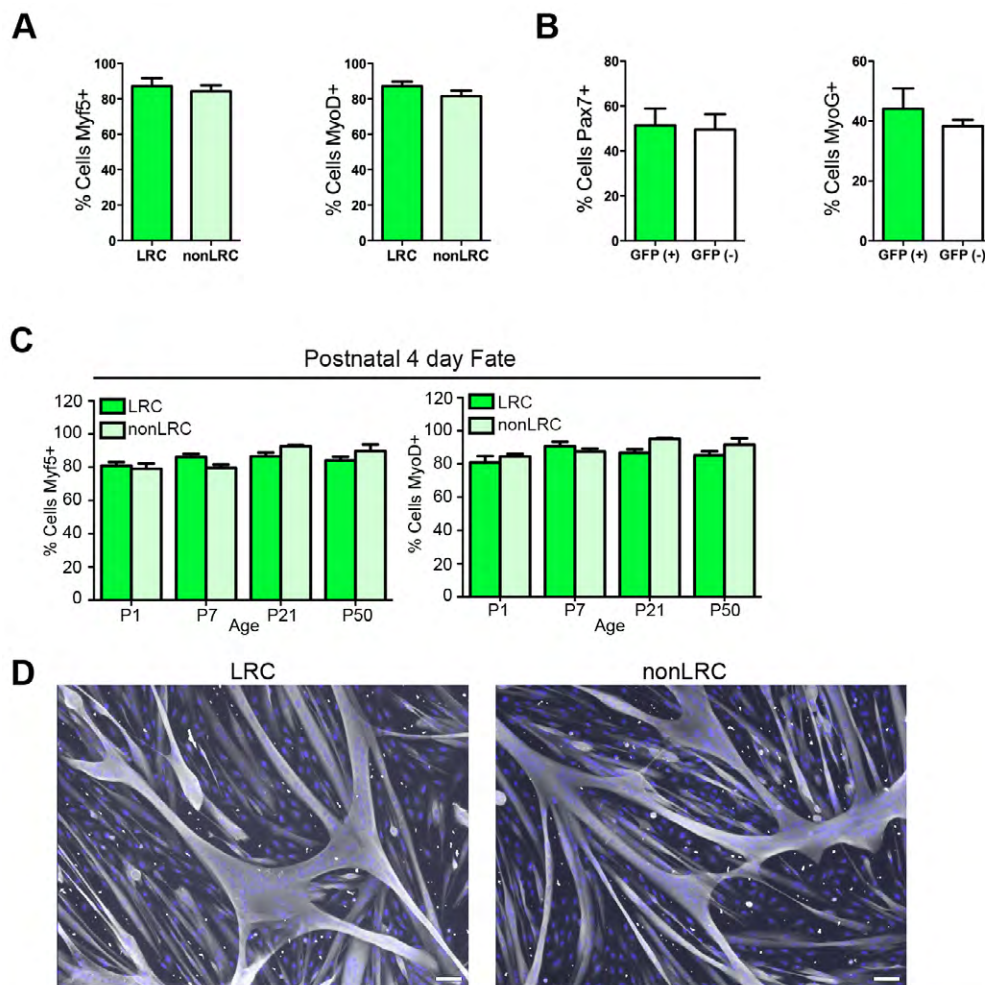 A
% Cells Myf5+
100
80
60
40
20
0
LRC nonLRC
% Cells MyoD+
100
80
60
40
20
0
LRC nonLRC
B
% Cells Pax7+
80
60
40
20
0
GFP (+) GFP (-)
% Cells MyoG+
60
40
20
0
GFP (+) GFP (-)
C
Postnatal 4 day Fate
% Cells Myf5+
120
100
80
60
40
20
0
LRC
nonLRC
P1 P7 P21 P50
Age
% Cells MyoD+
120
100
80
60
40
20
0
LRC
nonLRC
P1 P7 P21 P50
Age
D
LRC
nonLRC